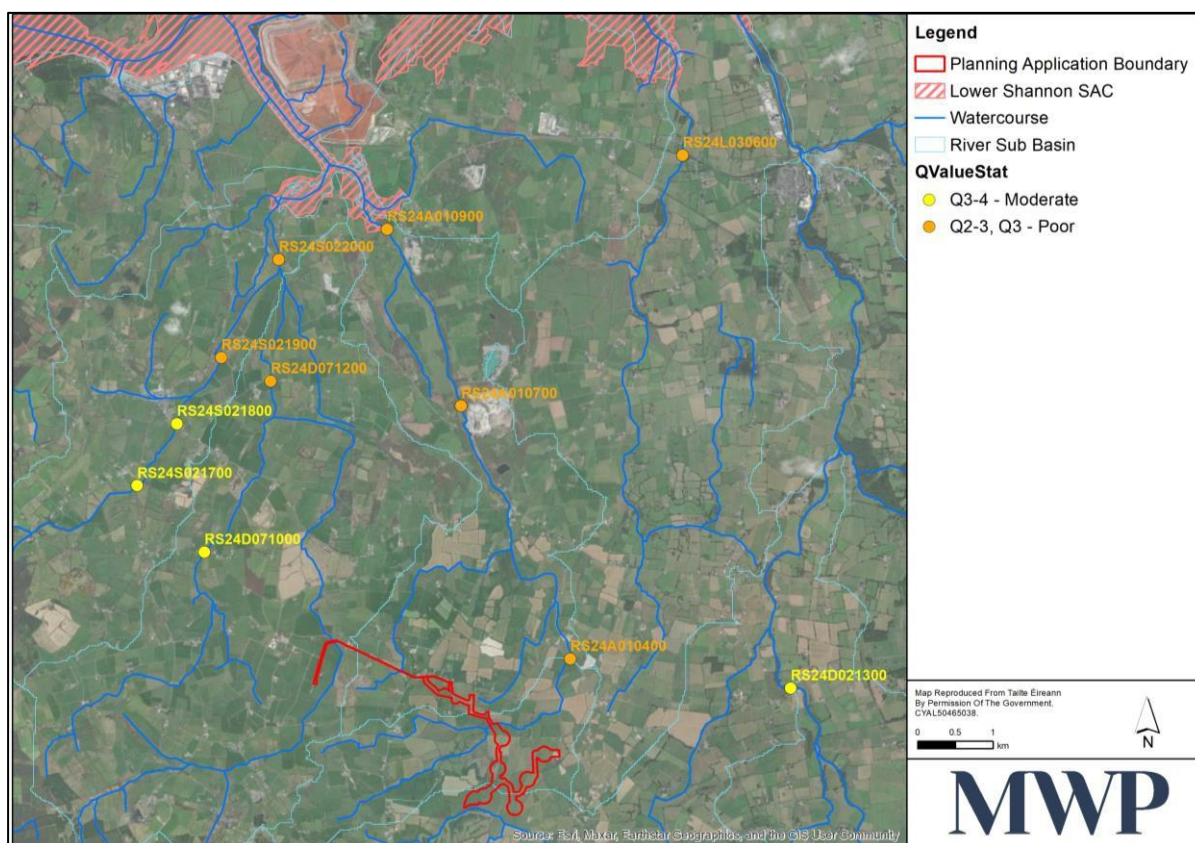 Legend
Planning Application Boundary
Lower Shannon SAC
Watercourse
River Sub Basin
QValueStat
Q3-4 - Moderate
Q2-3, Q3 - Poor
RS24L030600
RS24A010900
RS24S022000
RS24S021900
RS24D071200
RS24A010700
RS24S021800
RS24S021700
RS24D071000
RS24A010400
RS24D021300
Map Reproduced From Tailte Éireann
By Permission Of The Government.
CYAL50465038.
0 0.5 1
km
N
MWP
Source: Esri, Maxar, Earthstar Geographics, and the GIS User Community